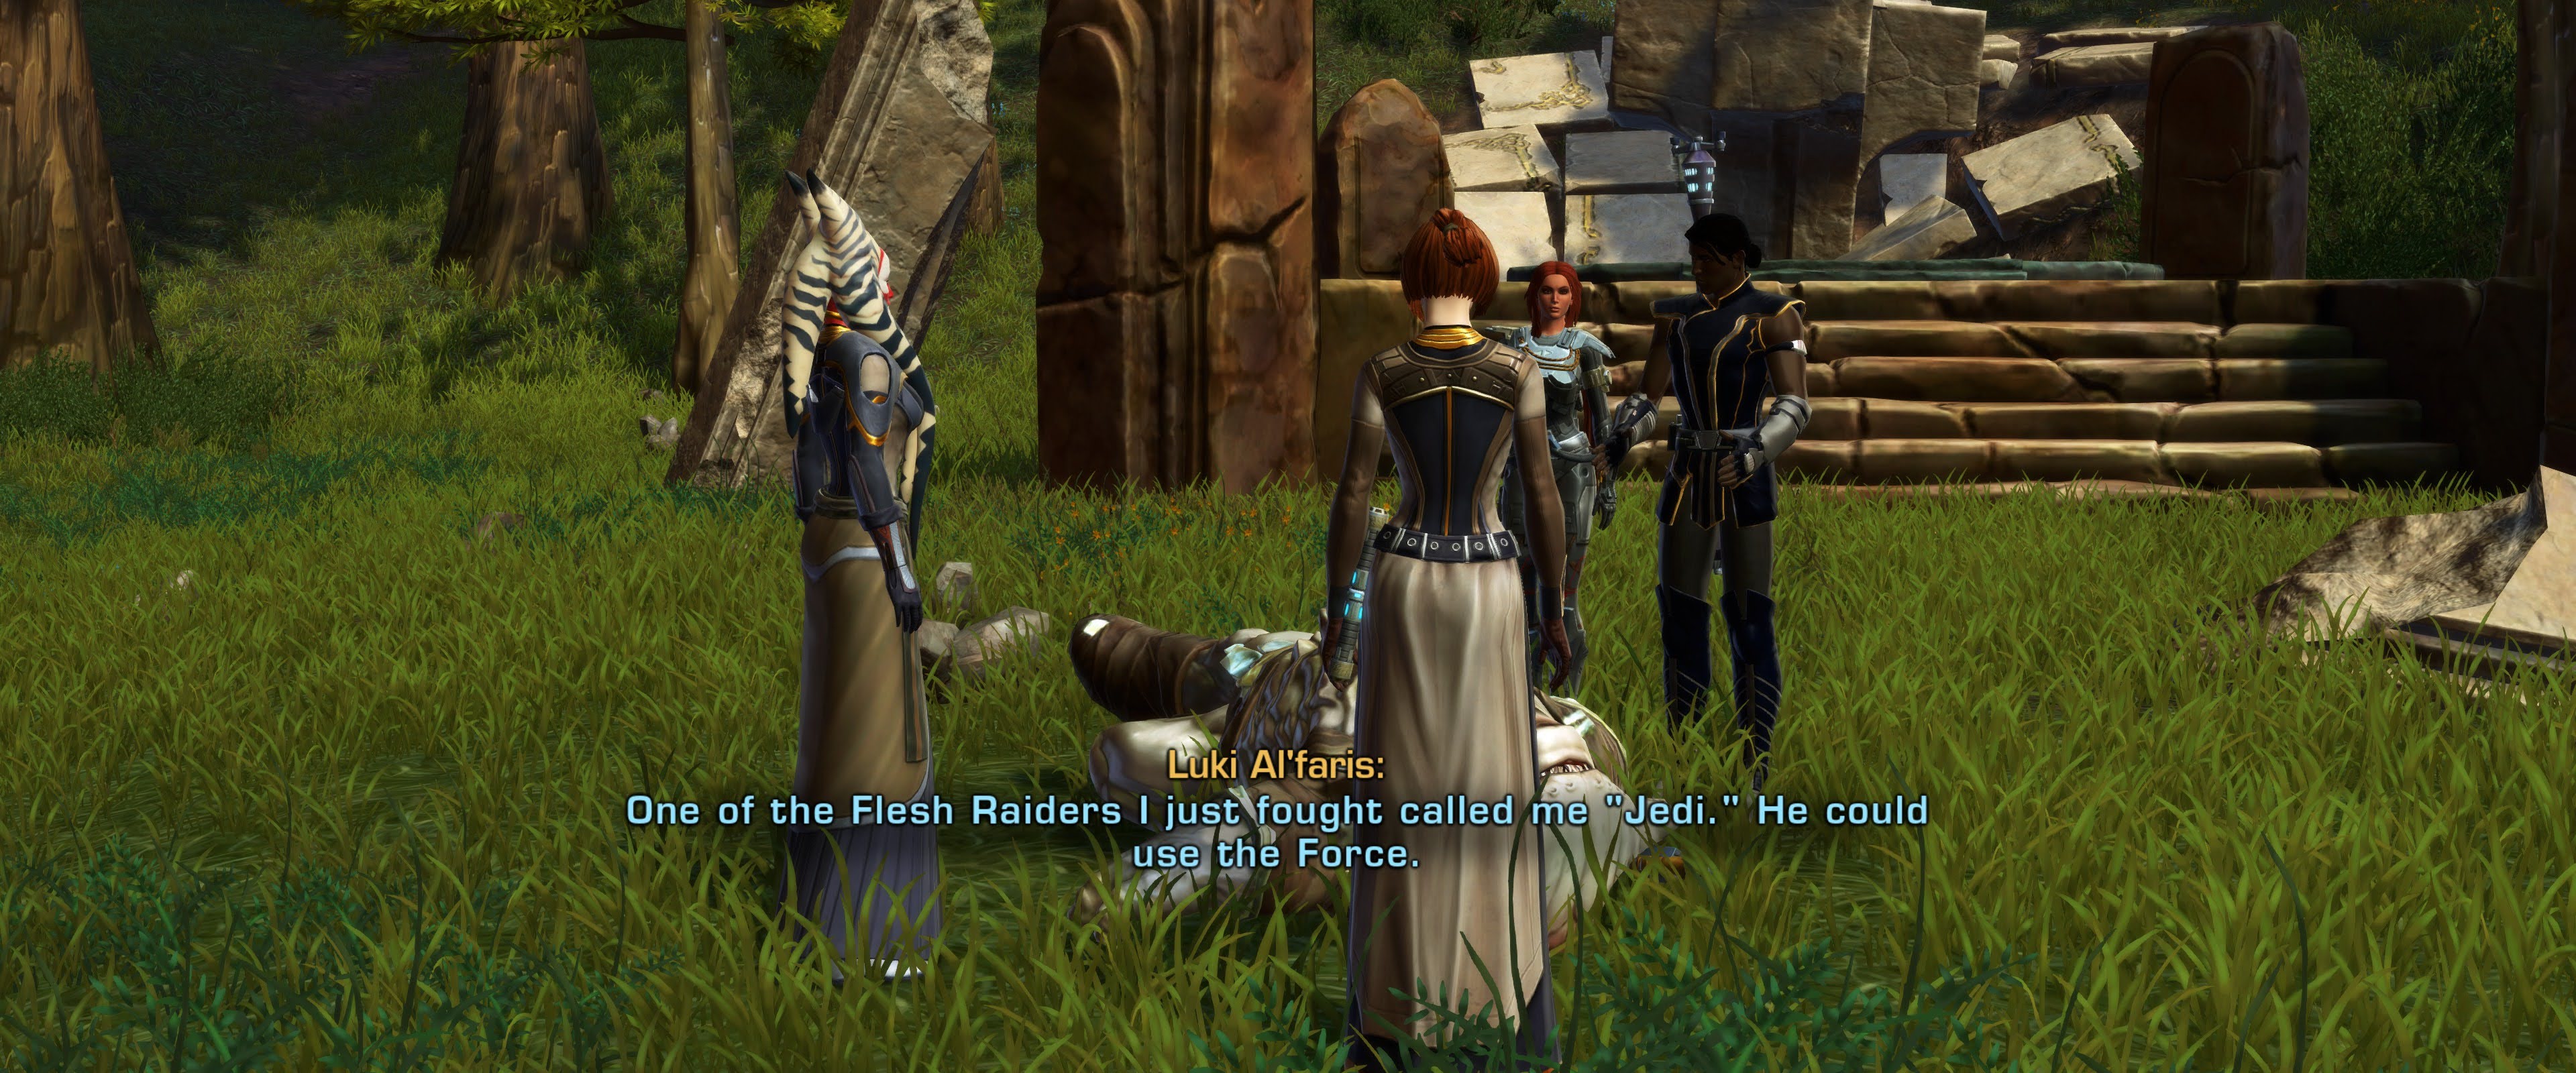 Luki Al'faris:
One of the Flesh Raiders I just fought called me "Jedi." He could
use the Force.